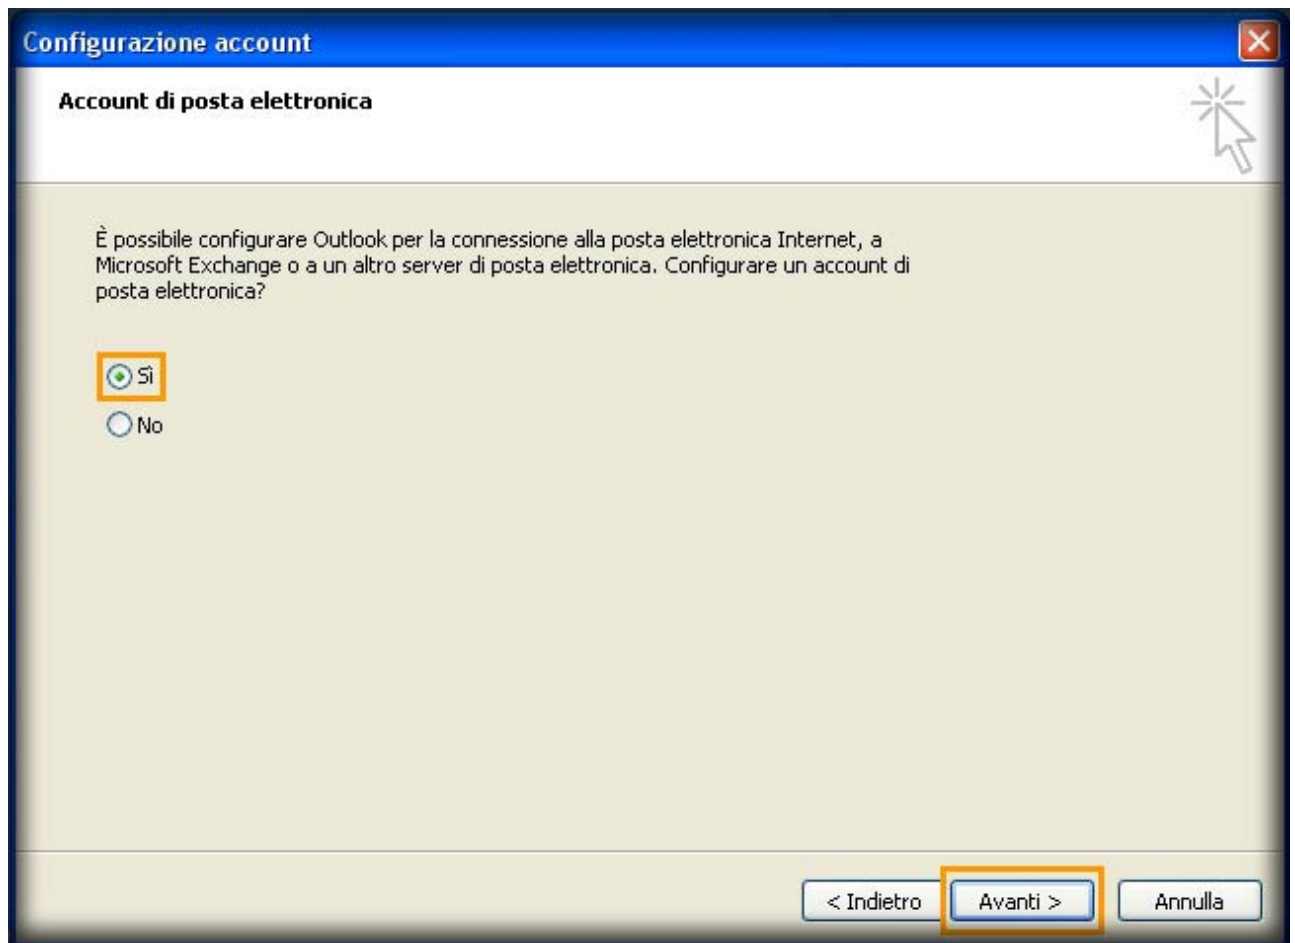 Configurazione account
Account di posta elettronica
È possibile configurare Outlook per la connessione alla posta elettronica Internet, a
Microsoft Exchange o a un altro server di posta elettronica. Configurare un account di
posta elettronica?
Sì
No
< Indietro Avanti > Annulla